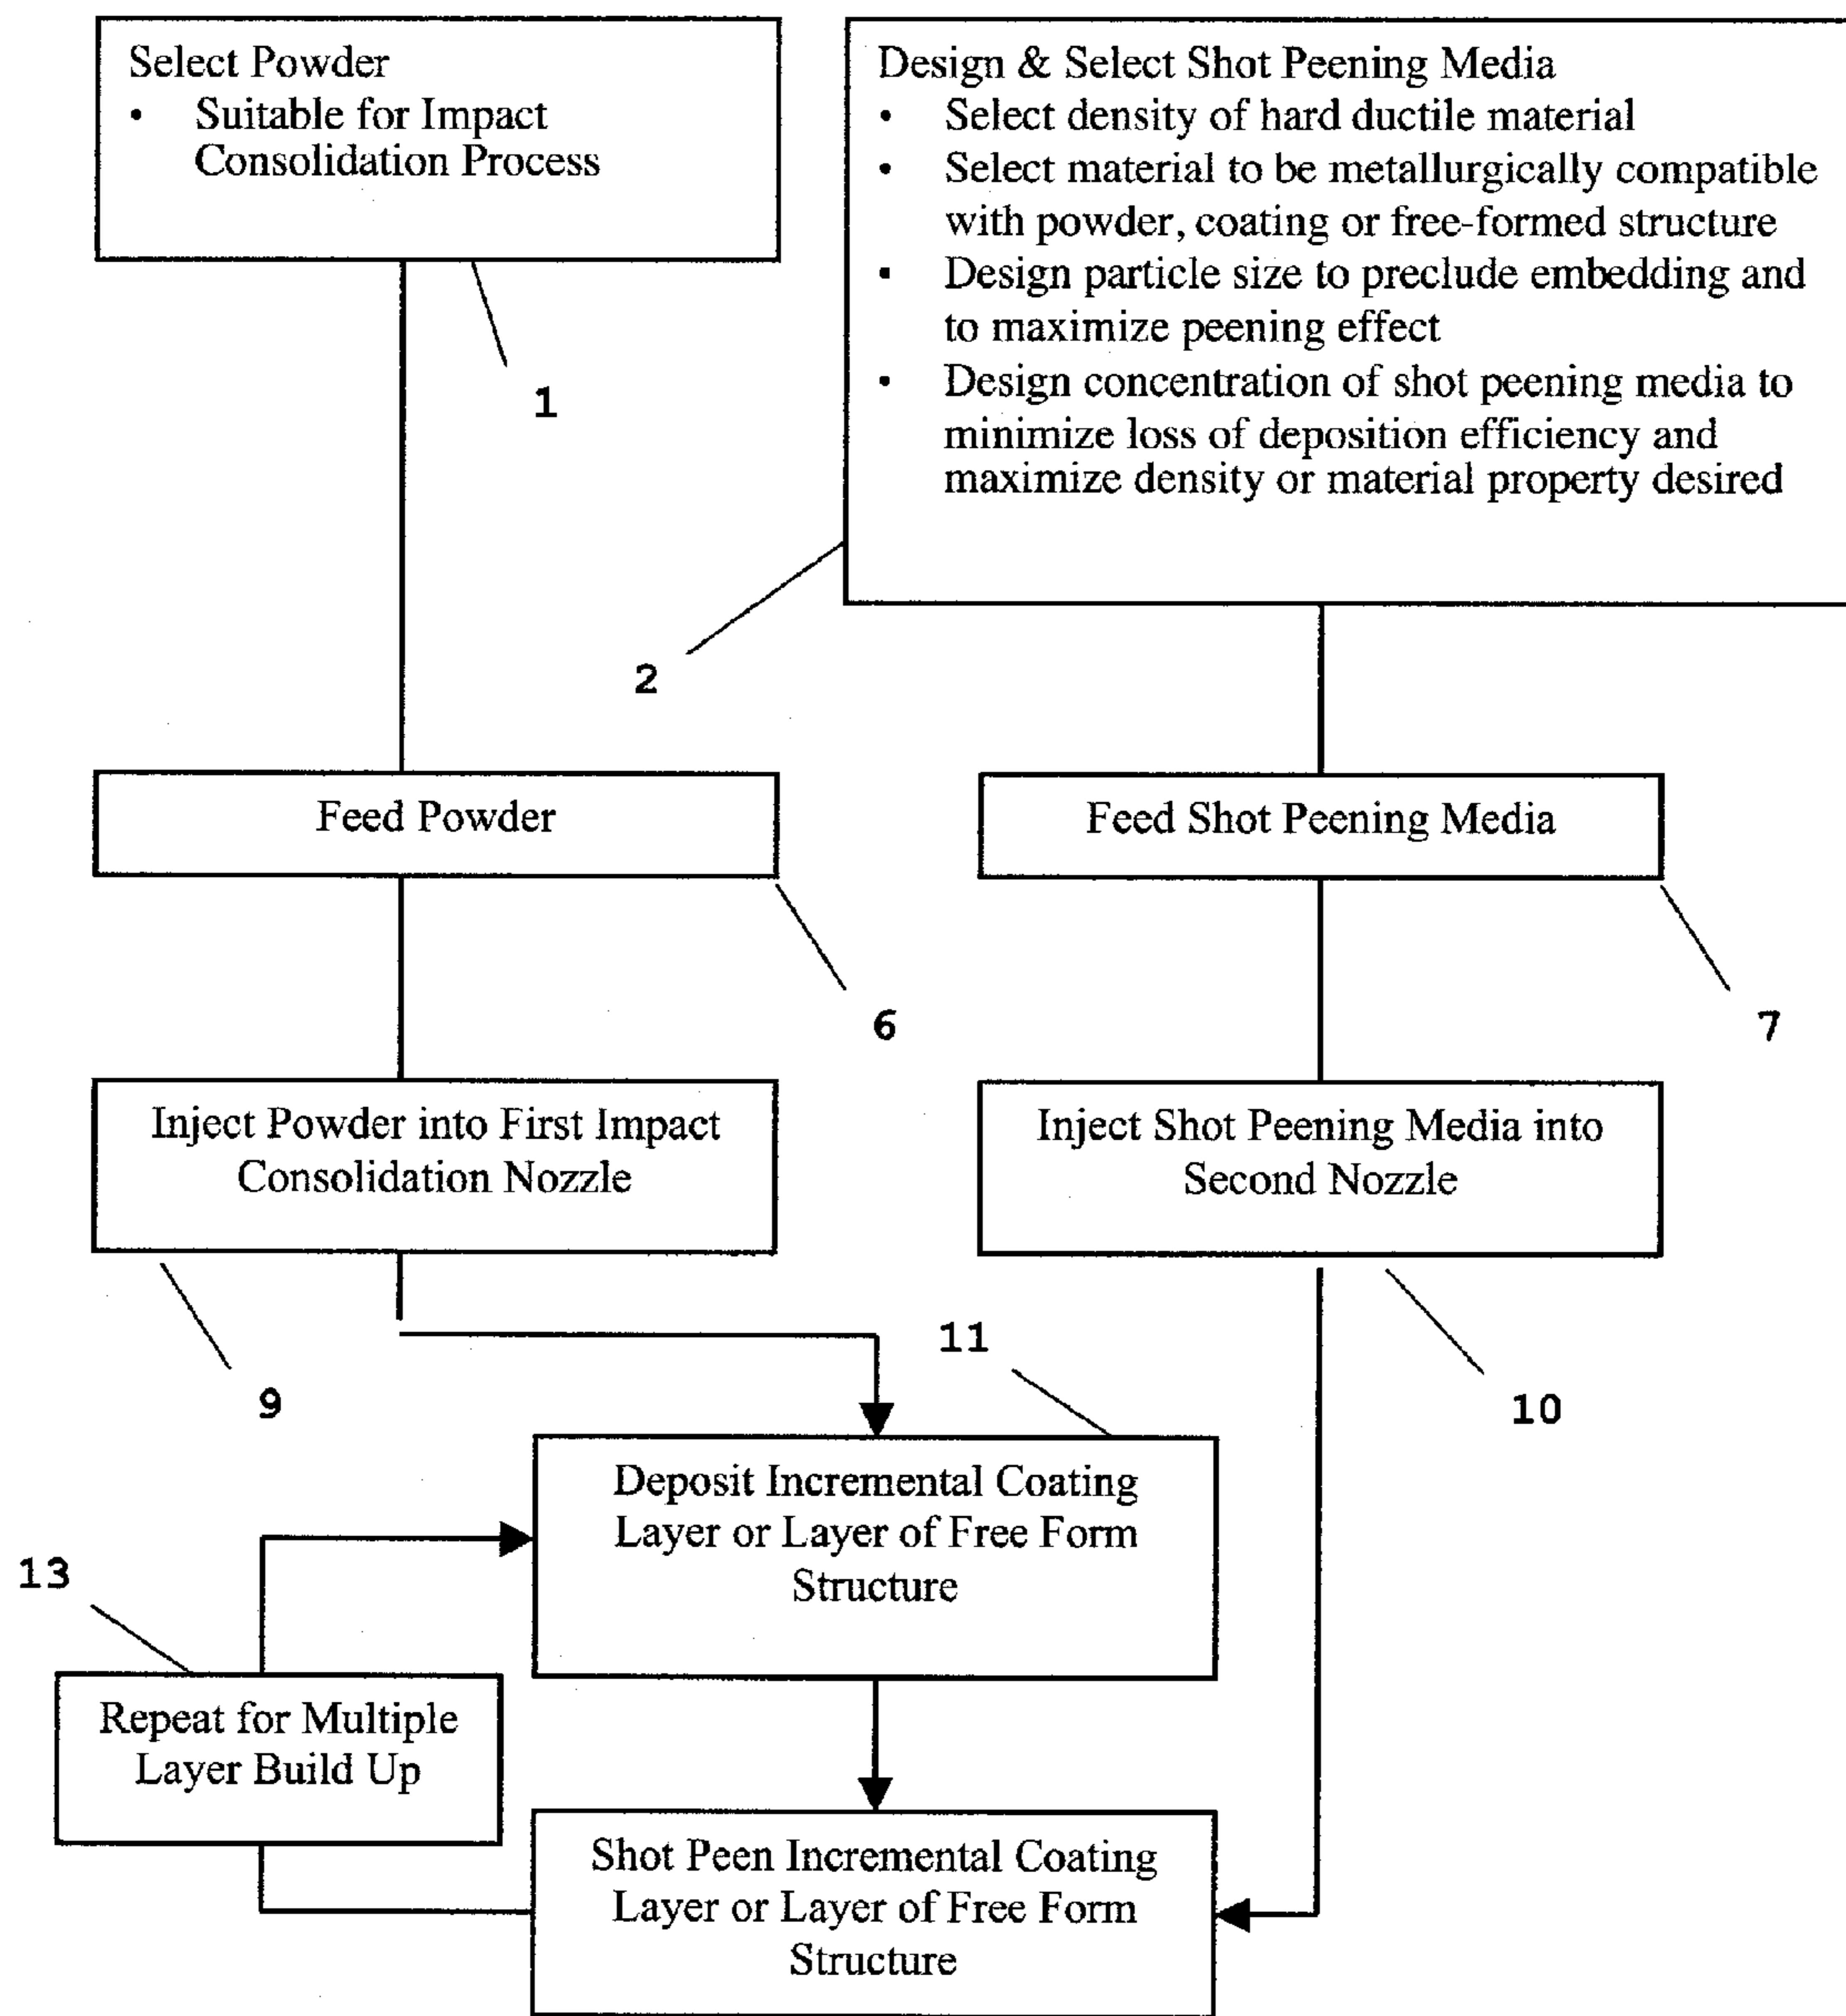 Select Powder
• Suitable for Impact
Consolidation Process
1
Design & Select Shot Peening Media
• Select density of hard ductile material
• Select material to be metallurgically compatible
with powder, coating or free-formed structure
▪ Design particle size to preclude embedding and
to maximize peening effect
• Design concentration of shot peening media to
minimize loss of deposition efficiency and
maximize density or material property desired
2
Feed Powder
6
Feed Shot Peening Media
7
Inject Powder into First Impact
Consolidation Nozzle
9
Inject Shot Peening Media into
Second Nozzle
10
11
Deposit Incremental Coating
Layer or Layer of Free Form
Structure
13
Repeat for Multiple
Layer Build Up
Shot Peen Incremental Coating
Layer or Layer of Free Form
Structure